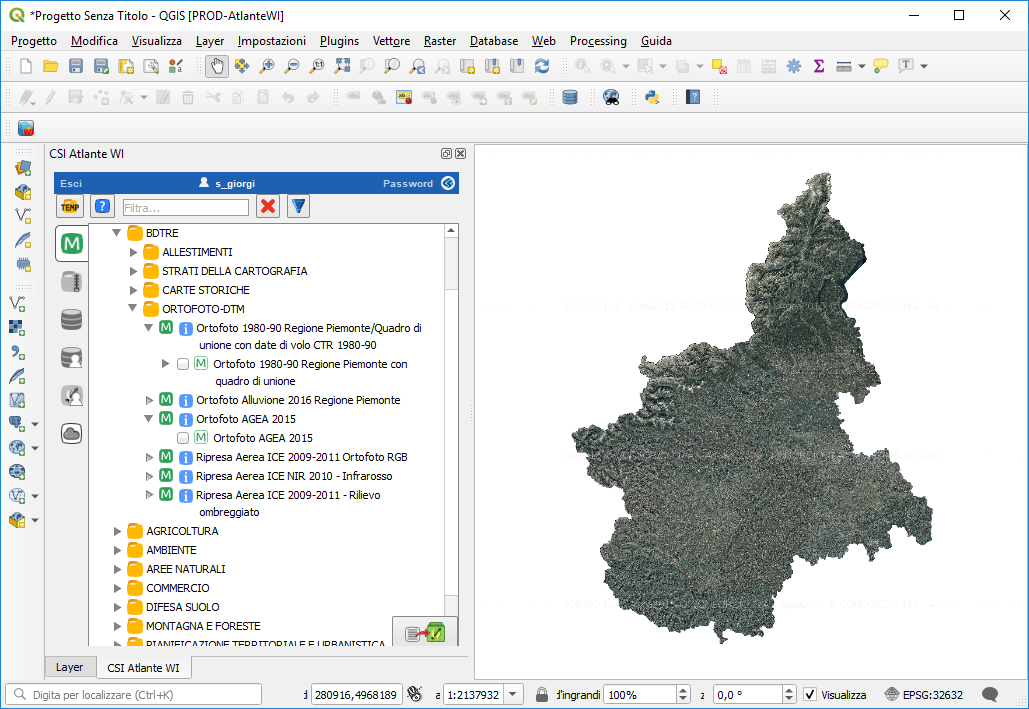 *Progetto Senza Titolo - QGIS [PROD-AtlanteWI]
Progetto Modifica Visualizza Layer Impostazioni Plugins Vettore Raster Database Web Processing Guida
CSI Atlante WI
Esci s_giorgi Password
TEMP ? Filtra...
M
BDTRE
ALLESTIMENTI
STRATI DELLA CARTOGRAFIA
CARTE STORICHE
ORTOFOTO-DTM
M i Ortofoto 1980-90 Regione Piemonte/Quadro di
unione con date di volo CTR 1980-90
M Ortofoto 1980-90 Regione Piemonte con
quadro di unione
M i Ortofoto Alluvione 2016 Regione Piemonte
M i Ortofoto AGEA 2015
M Ortofoto AGEA 2015
M i Ripresa Aerea ICE 2009-2011 Ortofoto RGB
M i Ripresa Aerea ICE NIR 2010 - Infrarosso
M i Ripresa Aerea ICE 2009-2011 - Rilievo
ombreggiato
AGRICOLTURA
AMBIENTE
AREE NATURALI
COMMERCIO
DIFESA SUOLO
MONTAGNA E FORESTE
PIANIFICAZIONE TERRITORIALE E URBANISTICA
Layer CSI Atlante WI
Digita per localizzare (Ctrl+K) 280916,4968189 a 1:2137932 l'ingrandi 100% z 0,0 ° Visualizza EPSG:32632